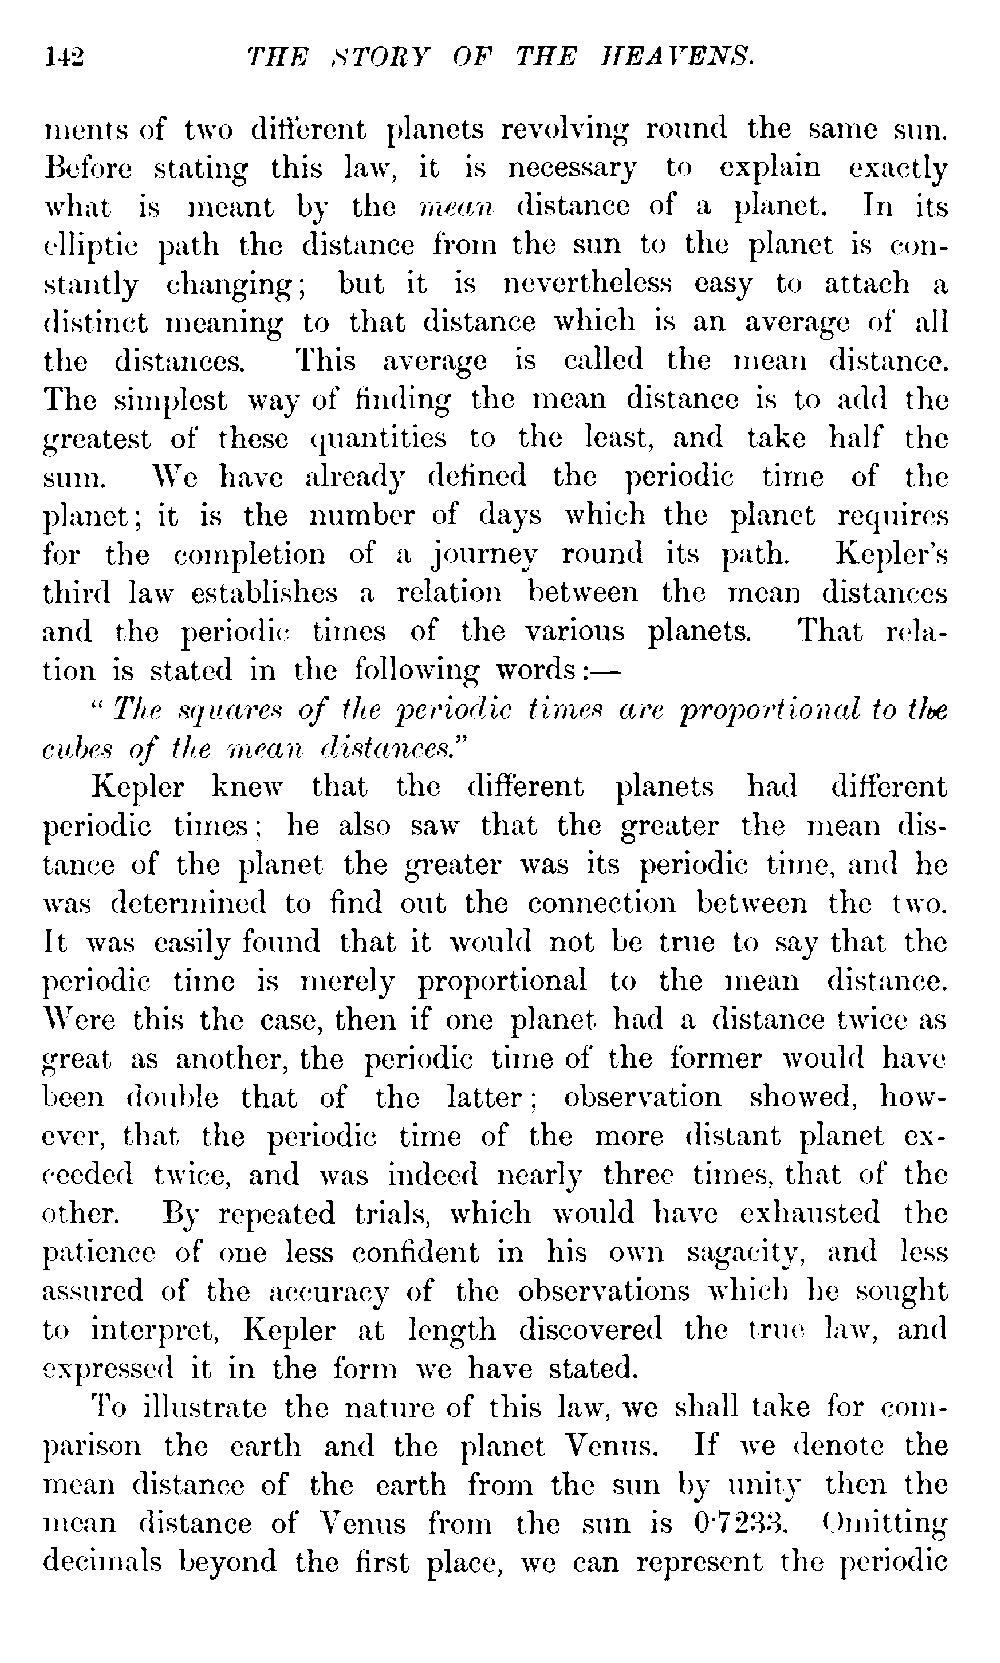 142 THE STORY OF THE HEAVENS.
ments of two different planets revolving round the same sun.
Before stating this law, it is necessary to explain exactly
what is meant by the mean distance of a planet. In its
elliptic path the distance from the sun to the planet is con-
stantly changing; but it is nevertheless easy to attach a
distinct meaning to that distance which is an average of all
the distances. This average is called the mean distance.
The simplest way of finding the mean distance is to add the
greatest of these quantities to the least, and take half the
sum. We have already defined the periodic time of the
planet; it is the number of days which the planet requires
for the completion of a journey round its path. Kepler's
third law establishes a relation between the mean distances
and the periodic times of the various planets. That rela-
tion is stated in the following words:—
"The squares of the periodic times are proportional to the
cubes of the mean distances."
Kepler knew that the different planets had different
periodic times; he also saw that the greater the mean dis-
tance of the planet the greater was its periodic time, and he
was determined to find out the connection between the two.
It was easily found that it would not be true to say that the
periodic time is merely proportional to the mean distance.
Were this the case, then if one planet had a distance twice as
great as another, the periodic time of the former would have
been double that of the latter; observation showed, how-
ever, that the periodic time of the more distant planet ex-
ceeded twice, and was indeed nearly three times, that of the
other. By repeated trials, which would have exhausted the
patience of one less confident in his own sagacity, and less
assured of the accuracy of the observations which he sought
to interpret, Kepler at length discovered the true law, and
expressed it in the form we have stated.
To illustrate the nature of this law, we shall take for com-
parison the earth and the planet Venus. If we denote the
mean distance of the earth from the sun by unity then the
mean distance of Venus from the sun is 0·7233. Omitting
decimals beyond the first place, we can represent the periodic